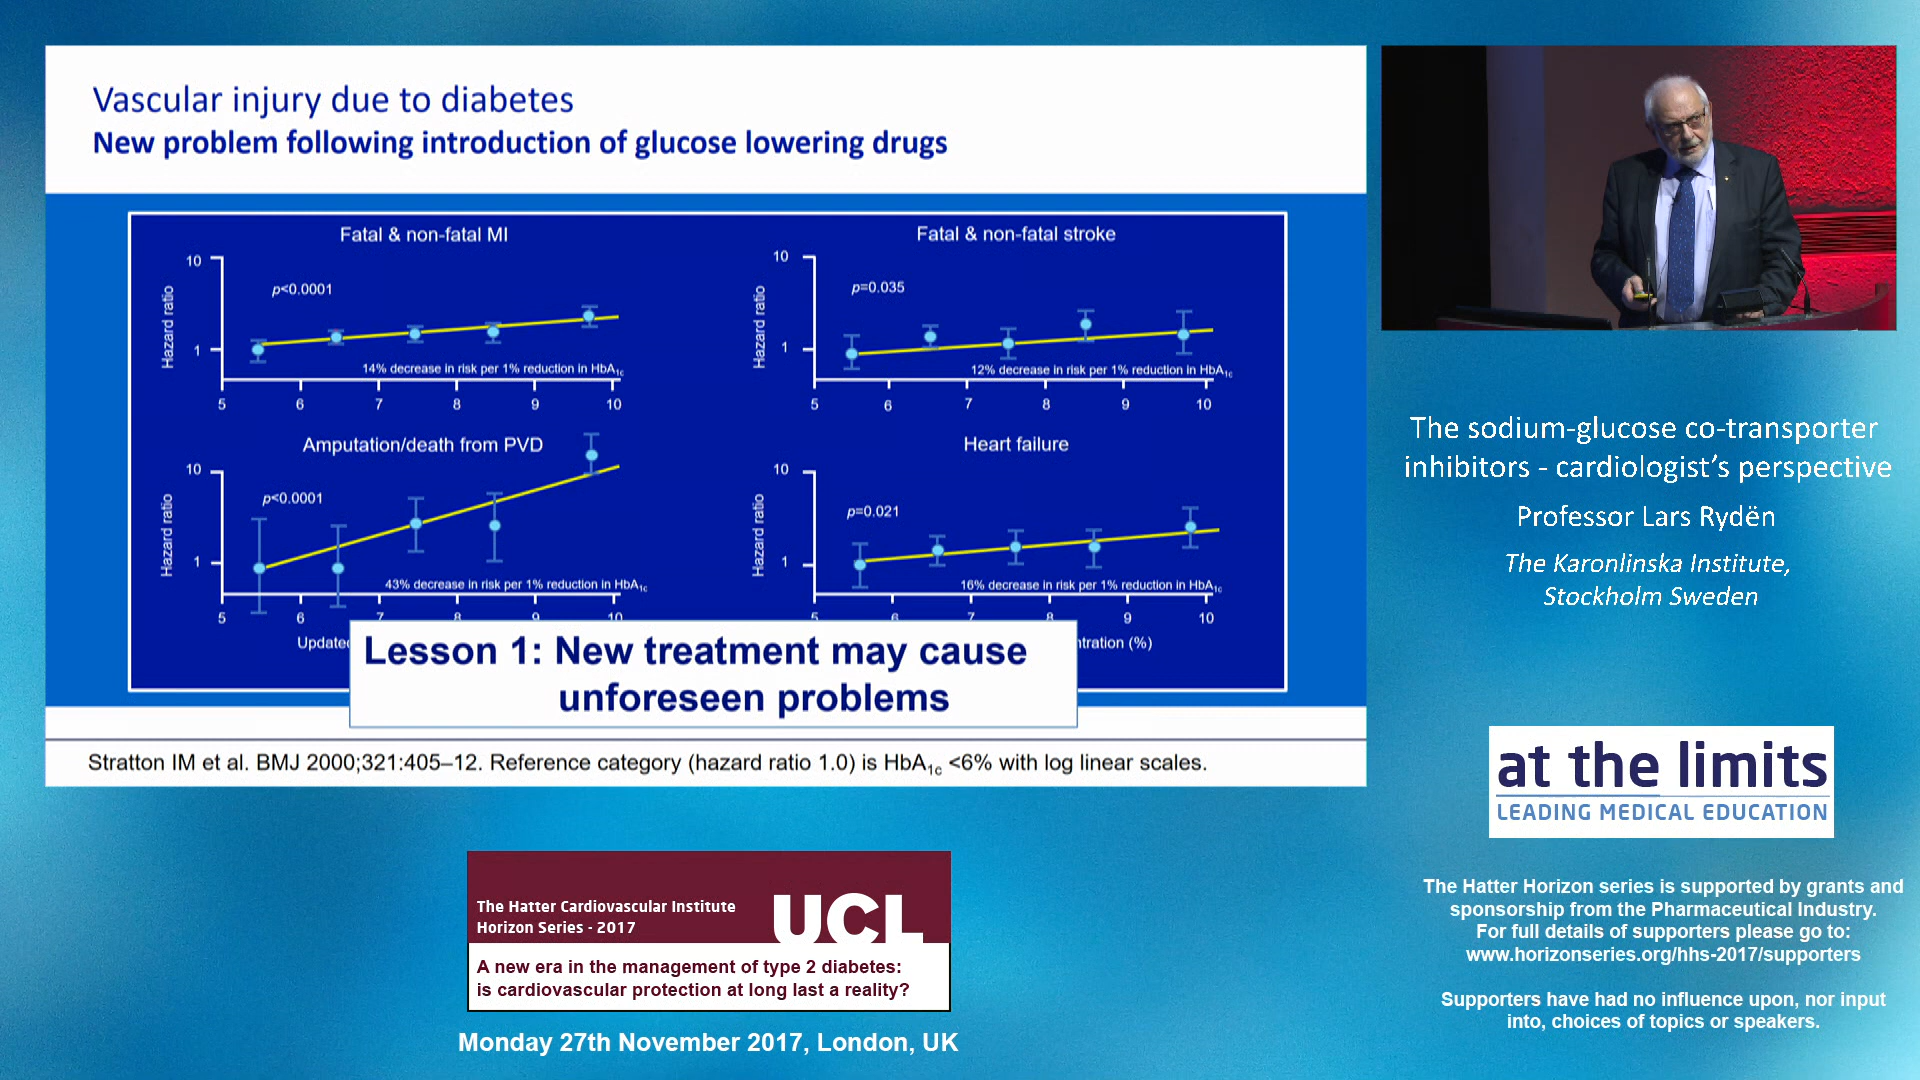 Vascular injury due to diabetes
New problem following introduction of glucose lowering drugs
Fatal & non-fatal MI
10
Hazard ratio
p<0.0001
1
14% decrease in risk per 1% reduction in HbA1c
5 6 7 8 9 10
Fatal & non-fatal stroke
10
Hazard ratio
p=0.035
1
12% decrease in risk per 1% reduction in HbA1c
5 6 7 8 9 10
Amputation/death from PVD
10
Hazard ratio
p<0.0001
1
43% decrease in risk per 1% reduction in HbA1c
5 6 7 8 9 10
Heart failure
10
Hazard ratio
p=0.021
1
16% decrease in risk per 1% reduction in HbA1c
5 6 7 8 9 10
(%)
Lesson 1: New treatment may cause
unforeseen problems
Stratton IM et al. BMJ 2000;321:405–12. Reference category (hazard ratio 1.0) is HbA1c <6% with log linear scales.
The sodium-glucose co-transporter
inhibitors - cardiologist's perspective
Professor Lars Rydën
The Karonlinska Institute,
Stockholm Sweden
at the limits
LEADING MEDICAL EDUCATION
The Hatter Horizon series is supported by grants and
sponsorship from the Pharmaceutical Industry.
For full details of supporters please go to:
www.horizonseries.org/hhs-2017/supporters
Supporters have had no influence upon, nor input
into, choices of topics or speakers.
The Hatter Cardiovascular Institute
Horizon Series - 2017
UCL
A new era in the management of type 2 diabetes:
is cardiovascular protection at long last a reality?
Monday 27th November 2017, London, UK